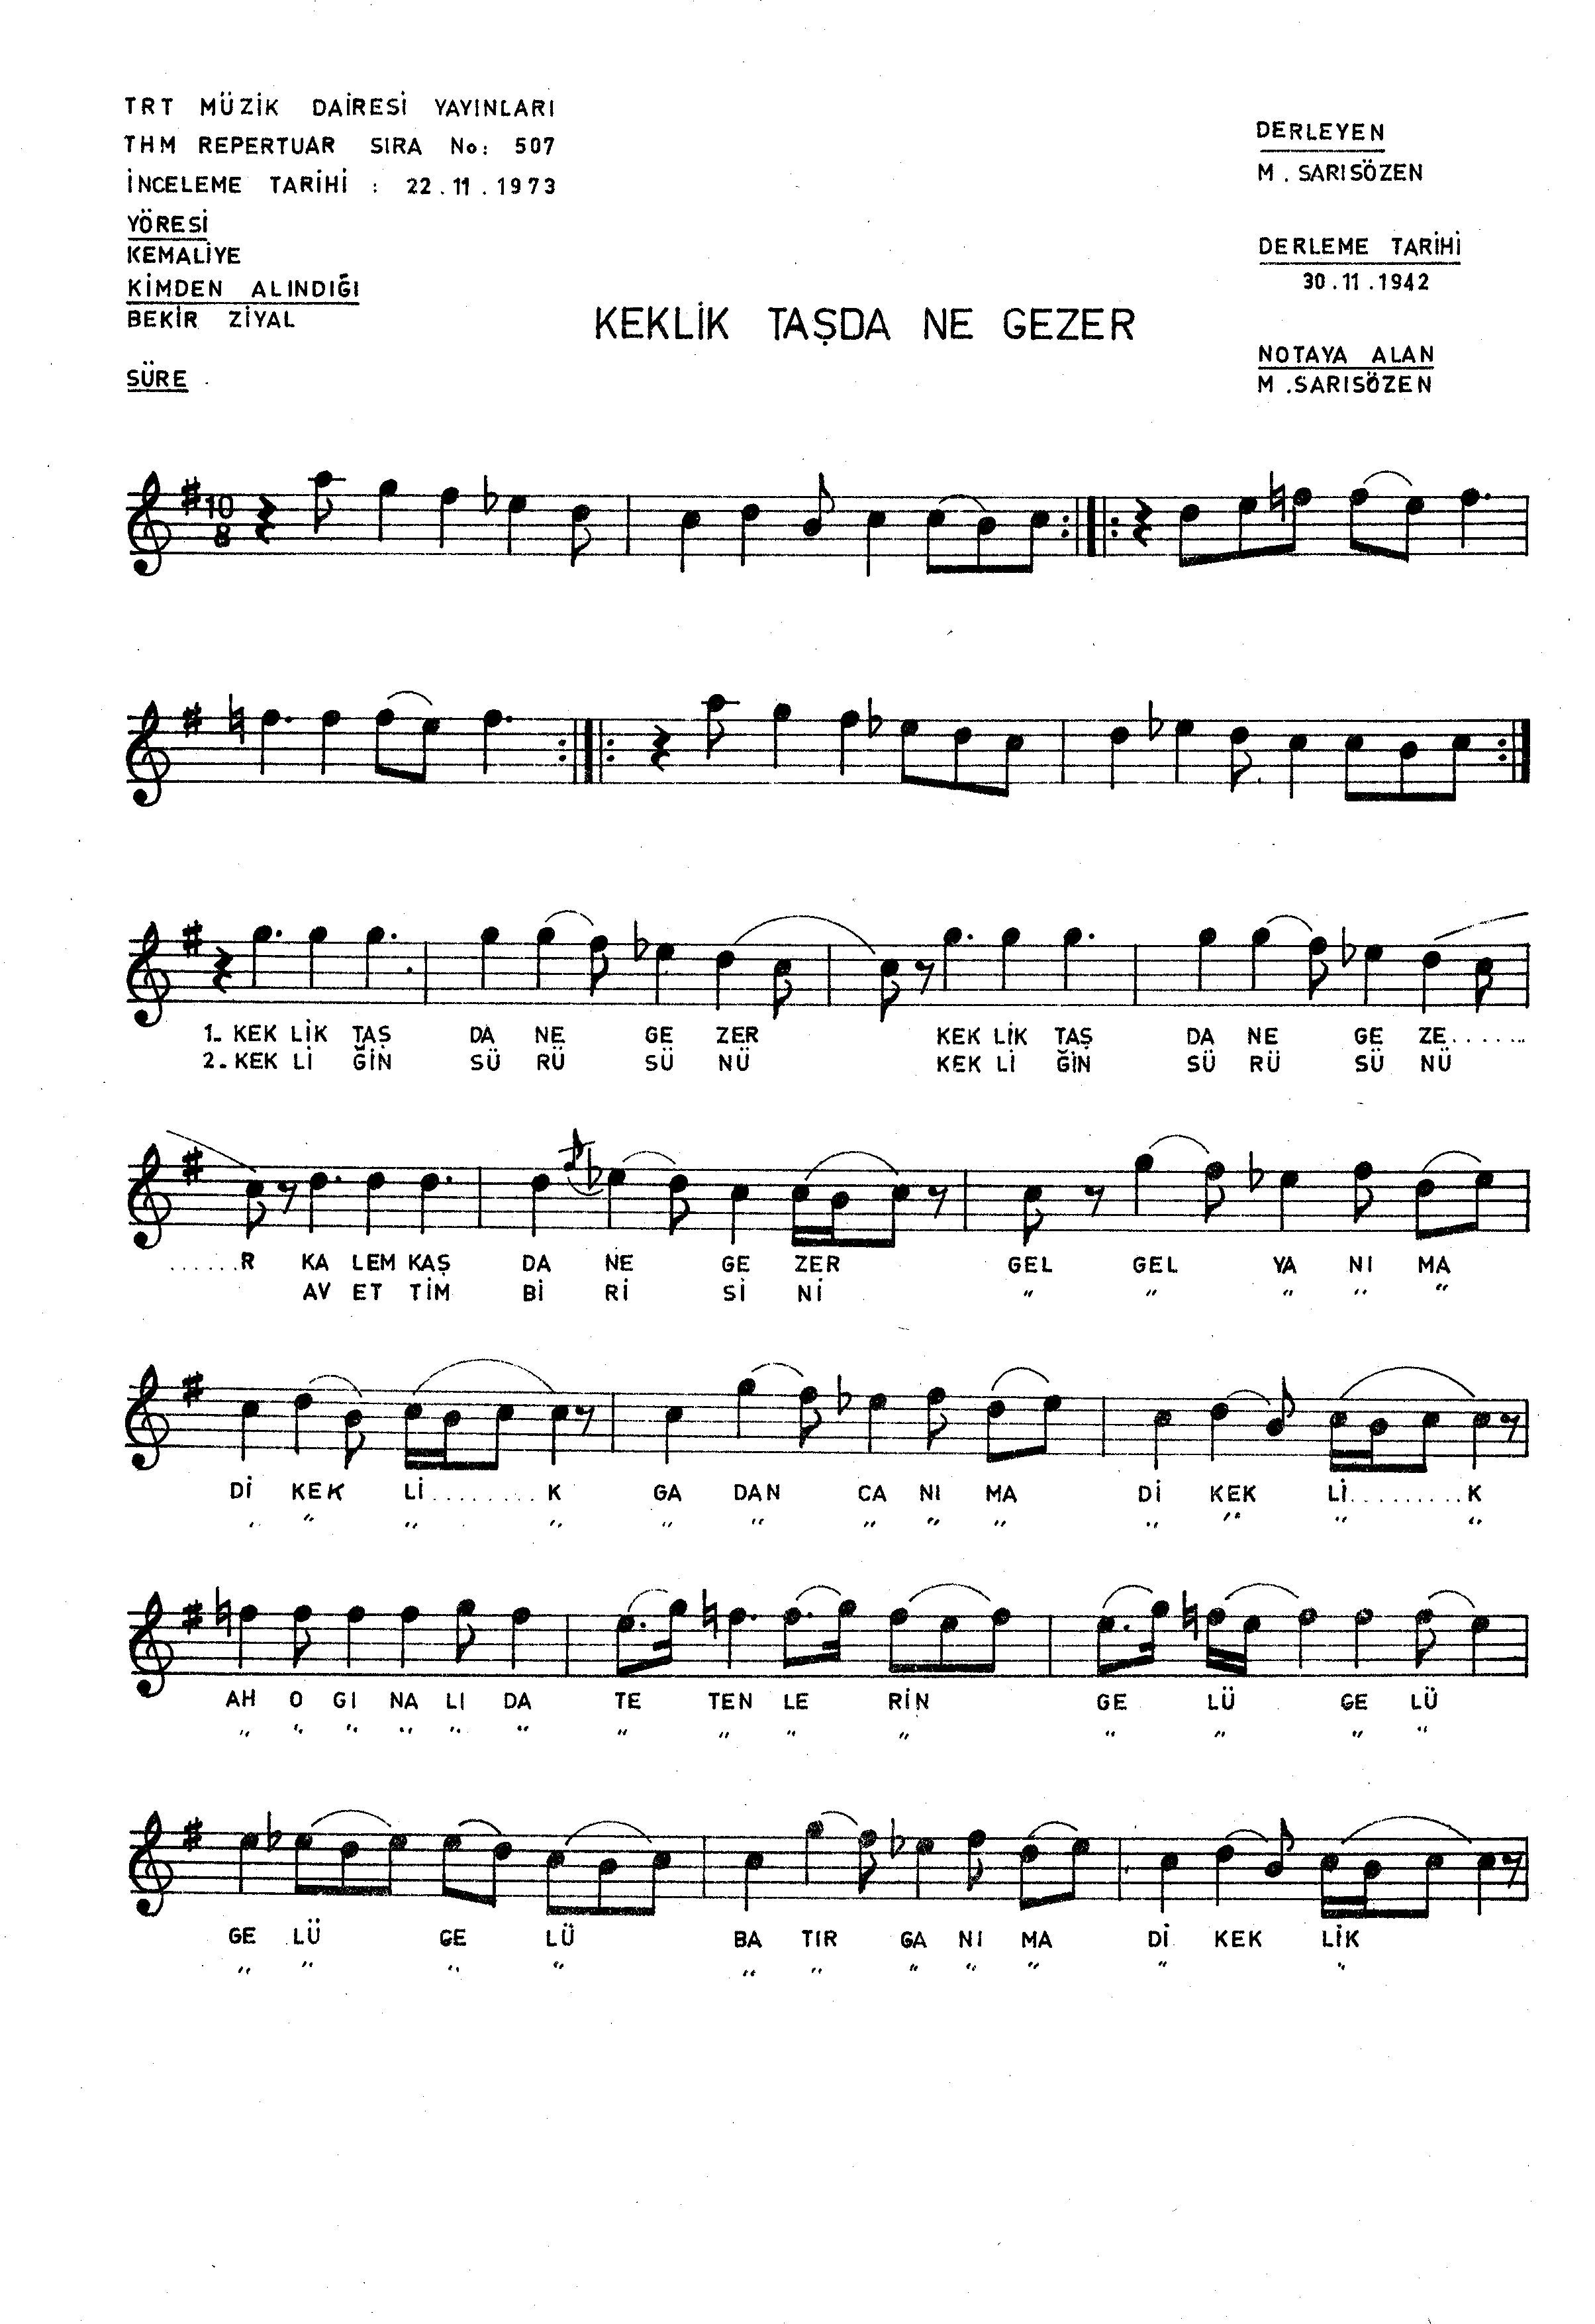 TRT MÜZİK DAİRESİ YAYINLARI
THM REPERTUAR SIRA No: 507
İNCELEME TARİHİ : 22.11.1973
YÖRESİ
KEMALİYE
KİMDEN ALINDIĞI
BEKİR ZİYAL
SÜRE
DERLEYEN
M. SARISÖZEN
DERLEME TARİHİ
30.11.1942
NOTAYA ALAN
M.SARISÖZEN
KEKLİK TAŞDA NE GEZER
10
8
1. KEK LİK TAŞ DA NE GE ZER KEK LİK TAŞ DA NE GE ZE.......
2. KEK Lİ ĞİN SÜ RÜ SÜ NÜ KEK Lİ ĞİN SÜ RÜ SÜ NÜ
......R KA LEM KAŞ DA NE GE ZER GEL GEL YA NI MA
AV ET TİM Bİ Rİ Sİ Nİ " " " " "
Dİ KEK Lİ.........K GA DAN CA NI MA Dİ KEK Lİ..........K
" " " " " " " " " " " " "
AH O GI NA LI DA TE TEN LE RİN GE LÜ GE LÜ
" " " " " " " " " " " " " "
GE LÜ GE LÜ BA TIR GA NI MA Dİ KEK LİK
" " " " " " " " " " "